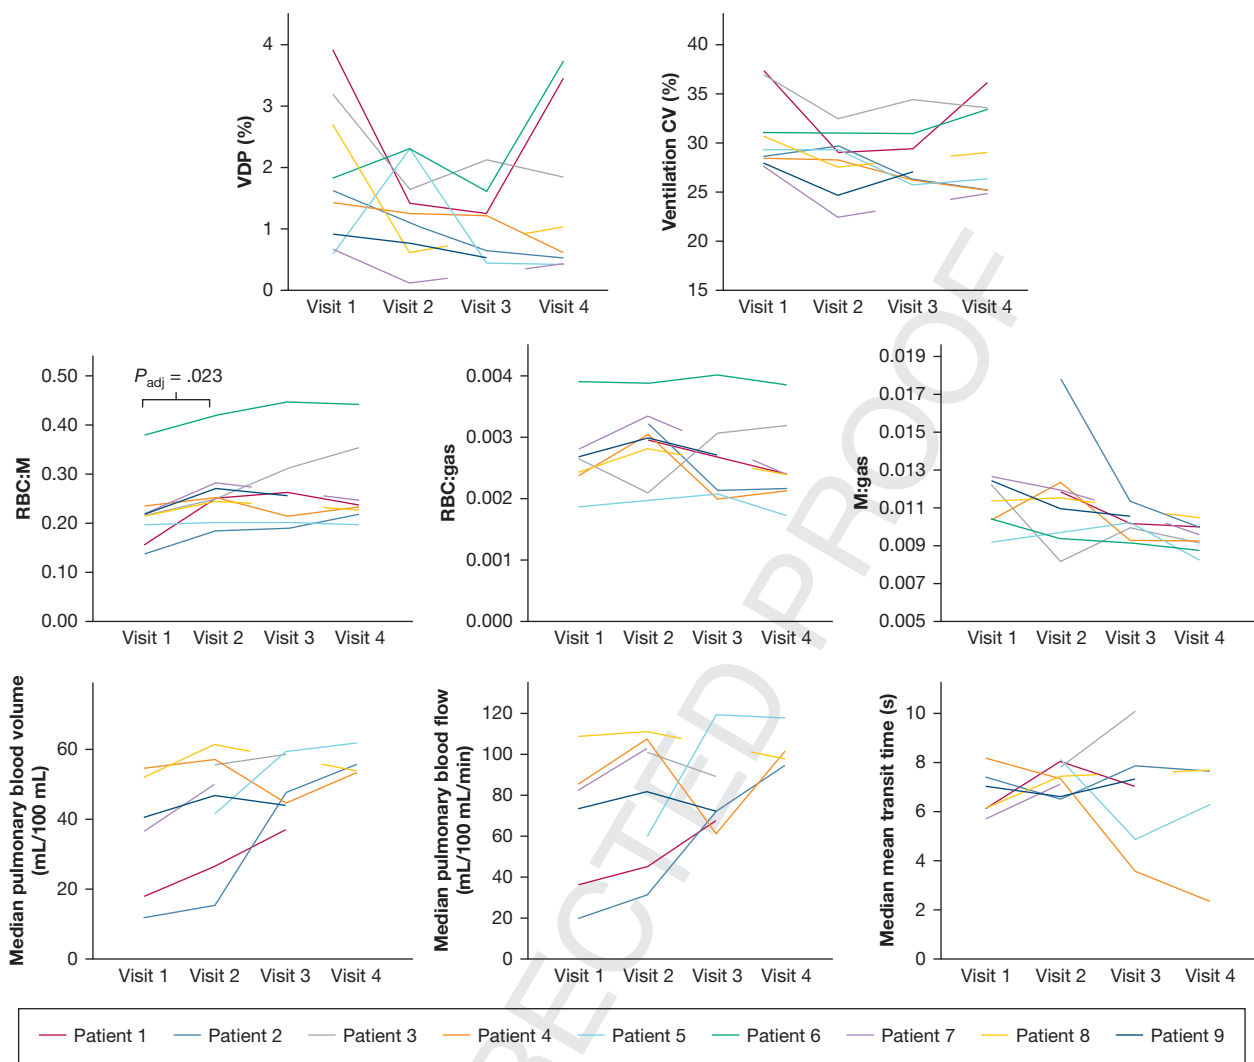 VDP (%)
4
3
2
1
0
Visit 1 Visit 2 Visit 3 Visit 4
Ventilation CV (%)
40
35
30
25
20
15
Visit 1 Visit 2 Visit 3 Visit 4
RBC:M
0.50
0.40
0.30
0.20
0.10
0.00
Padj = .023
Visit 1 Visit 2 Visit 3 Visit 4
RBC:gas
0.004
0.003
0.002
0.001
0.000
Visit 1 Visit 2 Visit 3 Visit 4
M:gas
0.019
0.017
0.015
0.013
0.011
0.009
0.007
0.005
Visit 1 Visit 2 Visit 3 Visit 4
Median pulmonary blood volume
(mL/100 mL)
60
40
20
0
Visit 1 Visit 2 Visit 3 Visit 4
Median pulmonary blood flow
(mL/100 mL/min)
120
100
80
60
40
20
0
Visit 1 Visit 2 Visit 3 Visit 4
Median mean transit time (s)
10
8
6
4
2
0
Visit 1 Visit 2 Visit 3 Visit 4
Patient 1 Patient 2 Patient 3 Patient 4 Patient 5 Patient 6 Patient 7 Patient 8 Patient 9
RECTED PROOF